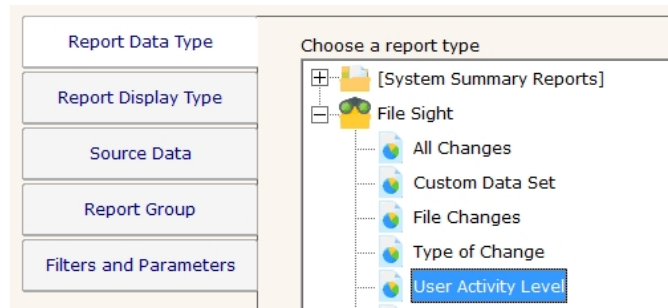 Report Data Type
Report Display Type
Source Data
Report Group
Filters and Parameters
Choose a report type
[System Summary Reports]
File Sight
All Changes
Custom Data Set
File Changes
Type of Change
User Activity Level